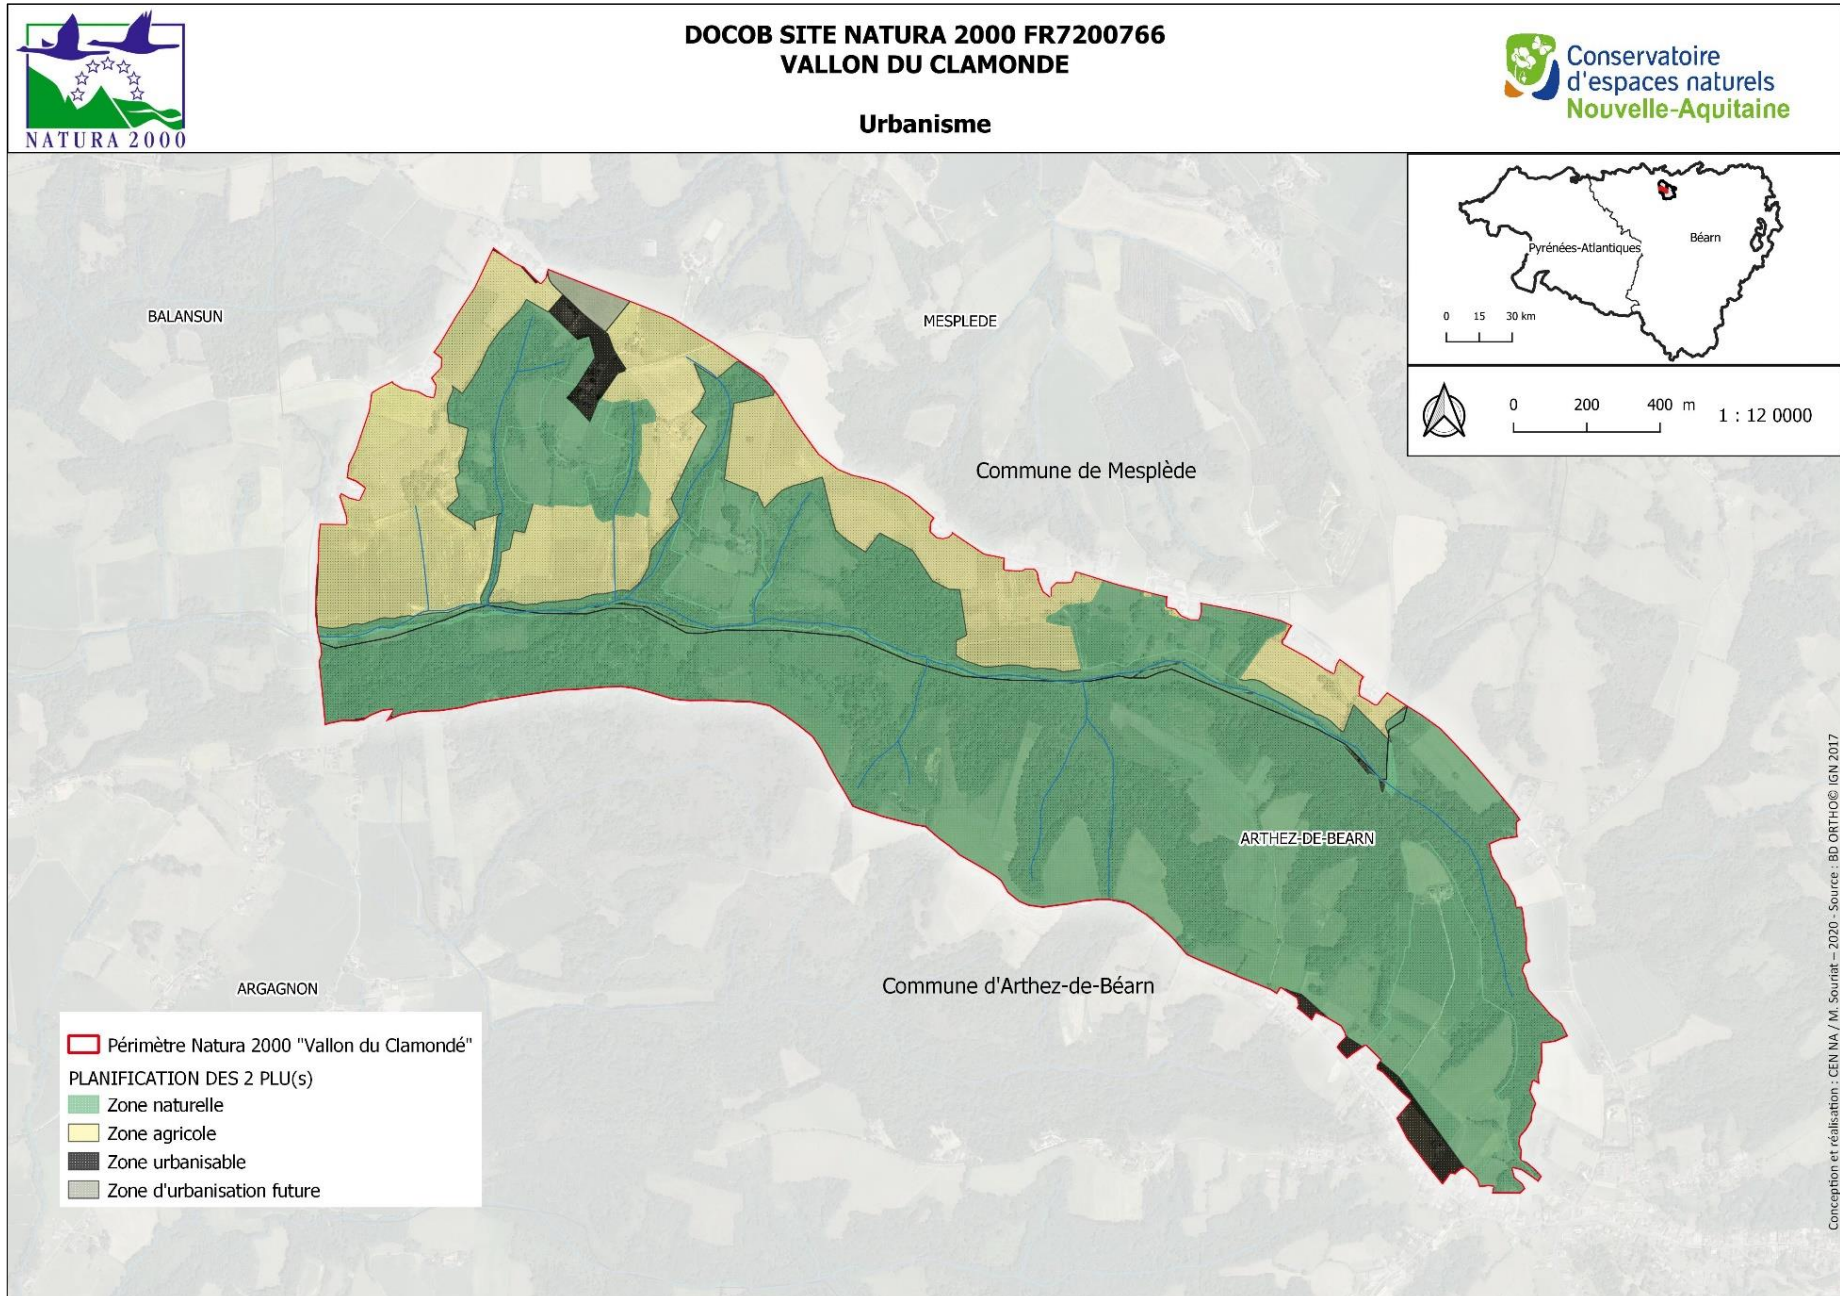 NATURA 2000
DOCOB SITE NATURA 2000 FR7200766
VALLON DU CLAMONDE
Urbanisme
Conservatoire
d'espaces naturels
Nouvelle-Aquitaine
Pyrénées-Atlantiques
Béarn
0 15 30 km
0 200 400 m 1 : 12 0000
BALANSUN
MESPLEDE
Commune de Mesplède
ARTHEZ-DE-BEARN
Commune d'Arthez-de-Béarn
ARGAGNON
Périmètre Natura 2000 "Vallon du Clamondé"
PLANIFICATION DES 2 PLU(s)
Zone naturelle
Zone agricole
Zone urbanisable
Zone d'urbanisation future
Conception et réalisation : CEN NA / M. Souriat – 2020 - Source : BD ORTHO© IGN 2017